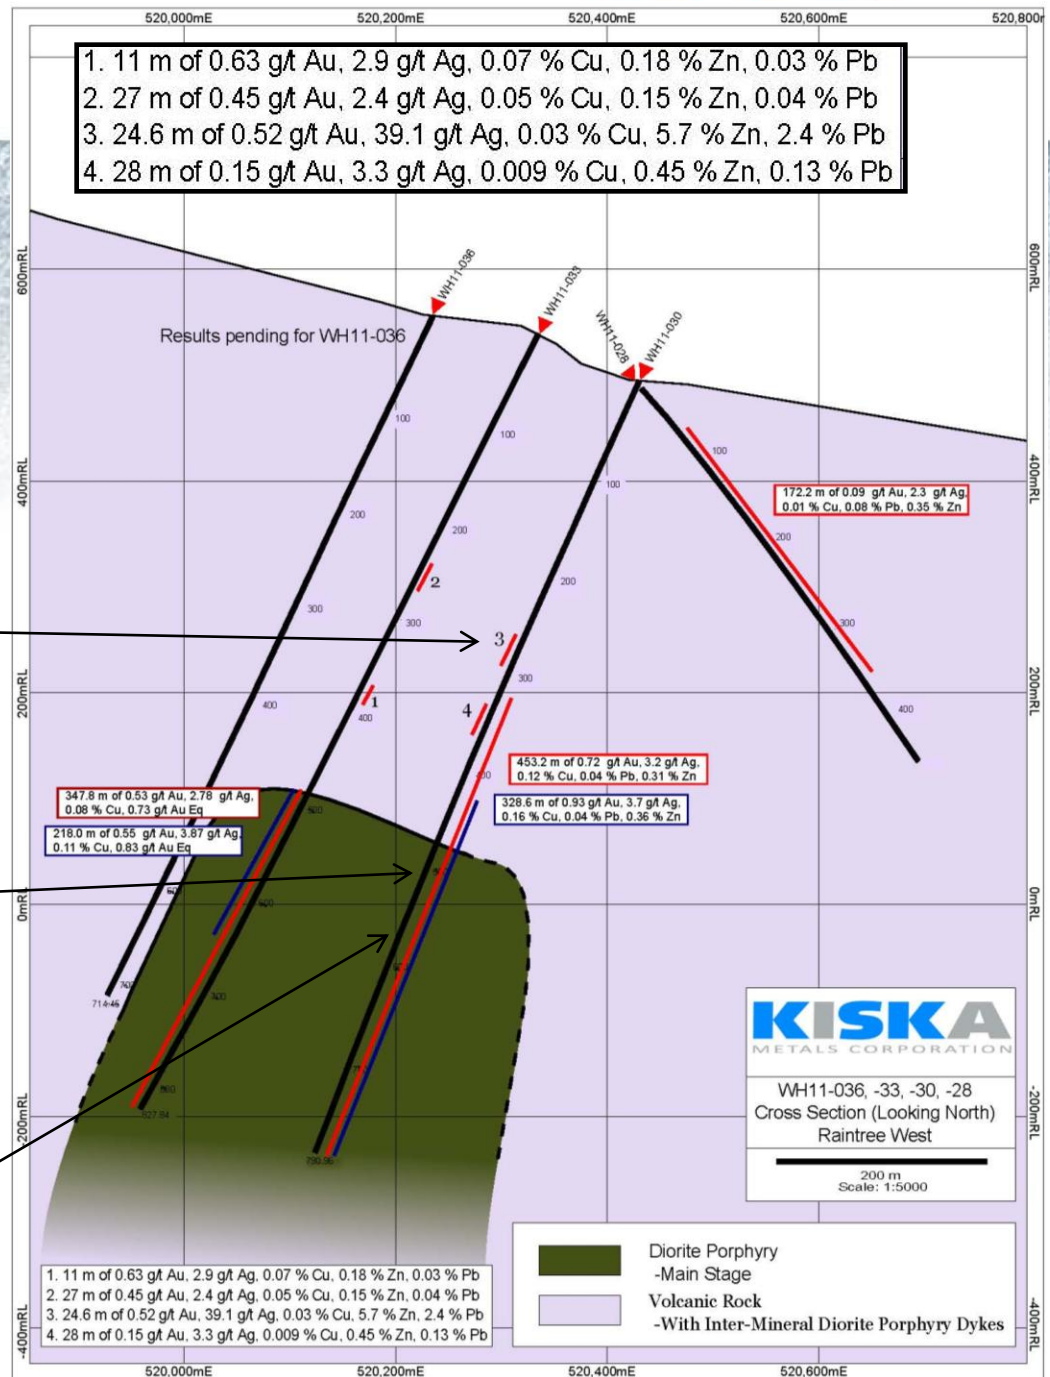 520,000mE 520,200mE 520,400mE 520,600mE 520,800m
1. 11 m of 0.63 g/t Au, 2.9 g/t Ag, 0.07 % Cu, 0.18 % Zn, 0.03 % Pb
2. 27 m of 0.45 g/t Au, 2.4 g/t Ag, 0.05 % Cu, 0.15 % Zn, 0.04 % Pb
3. 24.6 m of 0.52 g/t Au, 39.1 g/t Ag, 0.03 % Cu, 5.7 % Zn, 2.4 % Pb
4. 28 m of 0.15 g/t Au, 3.3 g/t Ag, 0.009 % Cu, 0.45 % Zn, 0.13 % Pb
600mRL
600mRL
WH11-036
WH11-033
WH11-028
WH11-030
Results pending for WH11-036
100
100
100
100
400mRL
400mRL
172.2 m of 0.09 g/t Au, 2.3 g/t Ag,
0.01 % Cu, 0.08 % Pb, 0.35 % Zn
200
200
200
200
2
300
300
300
3
300
200mRL
200mRL
400
1
400
4
400
453.2 m of 0.72 g/t Au, 3.2 g/t Ag,
0.12 % Cu, 0.04 % Pb, 0.31 % Zn
347.8 m of 0.53 g/t Au, 2.78 g/t Ag,
0.08 % Cu, 0.73 g/t Au Eq
328.6 m of 0.93 g/t Au, 3.7 g/t Ag,
0.16 % Cu, 0.04 % Pb, 0.36 % Zn
218.0 m of 0.55 g/t Au, 3.87 g/t Ag,
0.11 % Cu, 0.83 g/t Au Eq
0mRL
0mRL
600
714.45
700
827.84
790.96
KISKA
METALS CORPORATION
WH11-036, -33, -30, -28
Cross Section (Looking North)
Raintree West
200 m
Scale: 1:5000
-200mRL
-200mRL
Diorite Porphyry
-Main Stage
Volcanic Rock
-With Inter-Mineral Diorite Porphyry Dykes
1. 11 m of 0.63 g/t Au, 2.9 g/t Ag, 0.07 % Cu, 0.18 % Zn, 0.03 % Pb
2. 27 m of 0.45 g/t Au, 2.4 g/t Ag, 0.05 % Cu, 0.15 % Zn, 0.04 % Pb
3. 24.6 m of 0.52 g/t Au, 39.1 g/t Ag, 0.03 % Cu, 5.7 % Zn, 2.4 % Pb
4. 28 m of 0.15 g/t Au, 3.3 g/t Ag, 0.009 % Cu, 0.45 % Zn, 0.13 % Pb
-400mRL
-400mRL
520,000mE 520,200mE 520,400mE 520,600mE